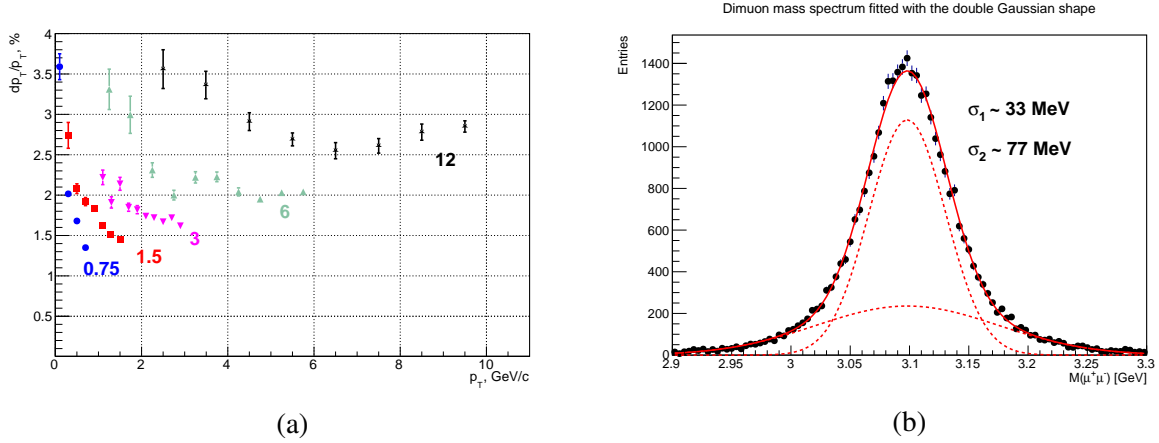 dp_T/p_T, %
4
3.5
3
2.5
2
1.5
1
0.5
12
6
3
1.5
0.75
0 2 4 6 8 10
p_T, GeV/c
(a)
Dimuon mass spectrum fitted with the double Gaussian shape
Entries
1400
1200
1000
800
600
400
200
0
σ₁ ~ 33 MeV
σ₂ ~ 77 MeV
2.9 2.95 3 3.05 3.1 3.15 3.2 3.25 3.3
M(μ⁺μ⁻) [GeV]
(b)